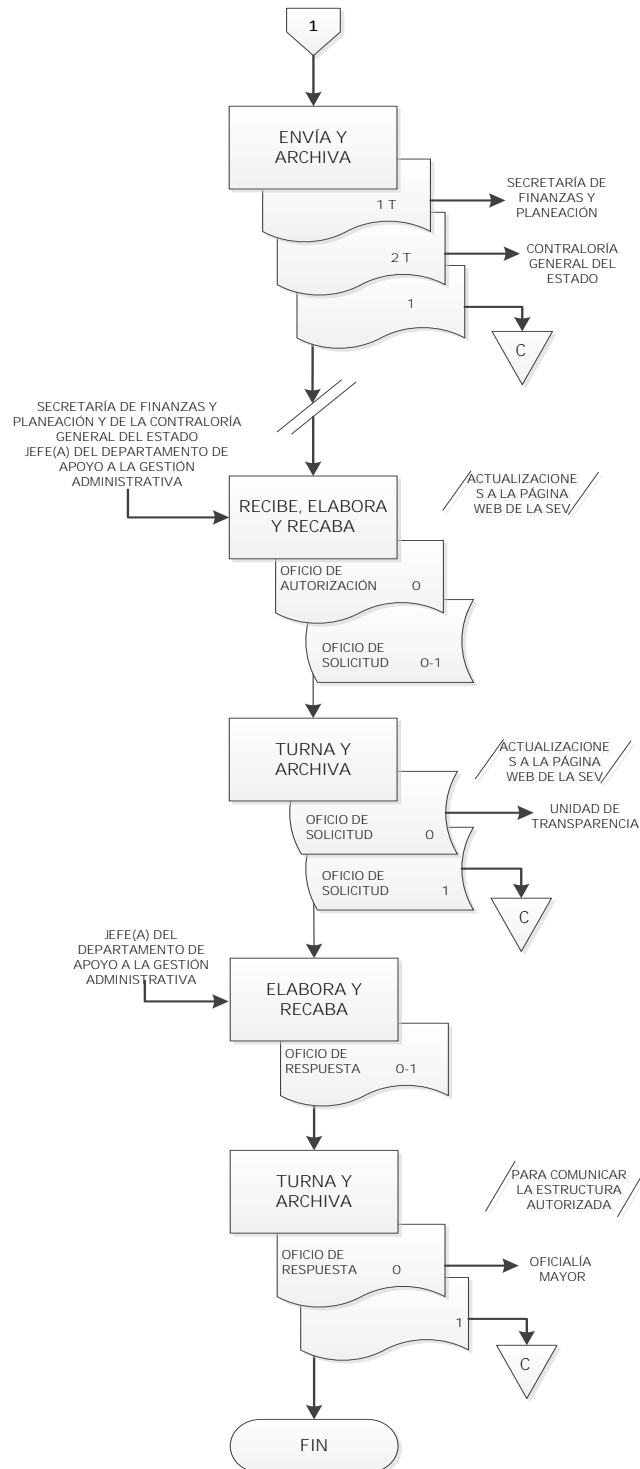 1
ENVÍA Y
ARCHIVA
1 T
SECRETARÍA DE
FINANZAS Y
PLANEACIÓN
2 T
CONTRALORÍA
GENERAL DEL
ESTADO
1
C
SECRETARÍA DE FINANZAS Y
PLANEACIÓN Y DE LA CONTRALORÍA
GENERAL DEL ESTADO
JEFE(A) DEL DEPARTAMENTO DE
APOYO A LA GESTIÓN
ADMINISTRATIVA
RECIBE, ELABORA
Y RECABA
ACTUALIZACIONE
S A LA PÁGINA
WEB DE LA SEV
OFICIO DE
AUTORIZACIÓN 0
OFICIO DE
SOLICITUD 0-1
TURNA Y
ARCHIVA
ACTUALIZACIONE
S A LA PÁGINA
WEB DE LA SEV
OFICIO DE
SOLICITUD 0
UNIDAD DE
TRANSPARENCIA
OFICIO DE
SOLICITUD 1
C
JEFE(A) DEL
DEPARTAMENTO DE
APOYO A LA GESTIÓN
ADMINISTRATIVA
ELABORA Y
RECABA
OFICIO DE
RESPUESTA 0-1
TURNA Y
ARCHIVA
PARA COMUNICAR
LA ESTRUCTURA
AUTORIZADA
OFICIO DE
RESPUESTA 0
OFICIALÍA
MAYOR
1
C
FIN